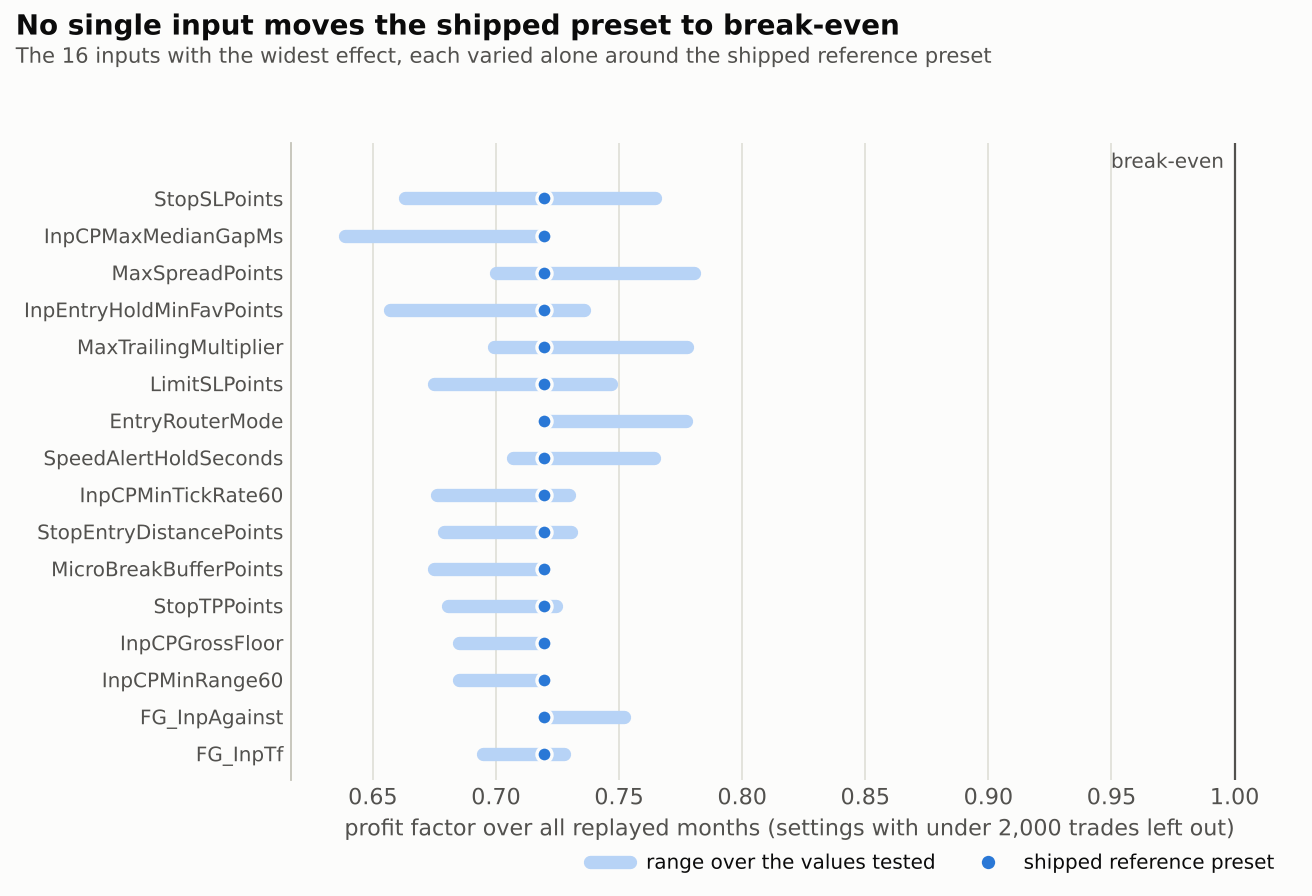 No single input moves the shipped preset to break-even
The 16 inputs with the widest effect, each varied alone around the shipped reference preset
break-even
StopSLPoints
InpCPMaxMedianGapMs
MaxSpreadPoints
InpEntryHoldMinFavPoints
MaxTrailingMultiplier
LimitSLPoints
EntryRouterMode
SpeedAlertHoldSeconds
InpCPMinTickRate60
StopEntryDistancePoints
MicroBreakBufferPoints
StopTPPoints
InpCPGrossFloor
InpCPMinRange60
FG_InpAgainst
FG_InpTf
0.65 0.70 0.75 0.80 0.85 0.90 0.95 1.00
profit factor over all replayed months (settings with under 2,000 trades left out)
range over the values tested shipped reference preset